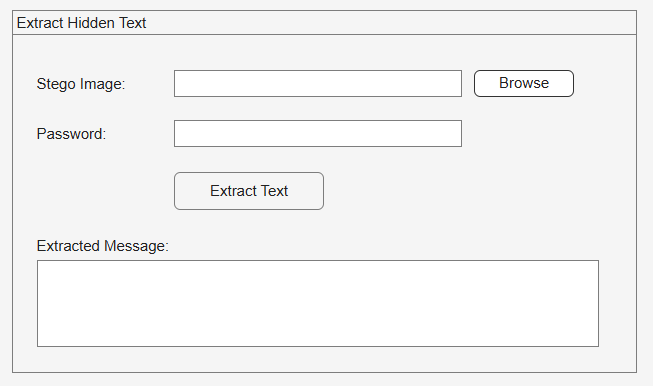 Extract Hidden Text
Stego Image:
Browse
Password:
Extract Text
Extracted Message: